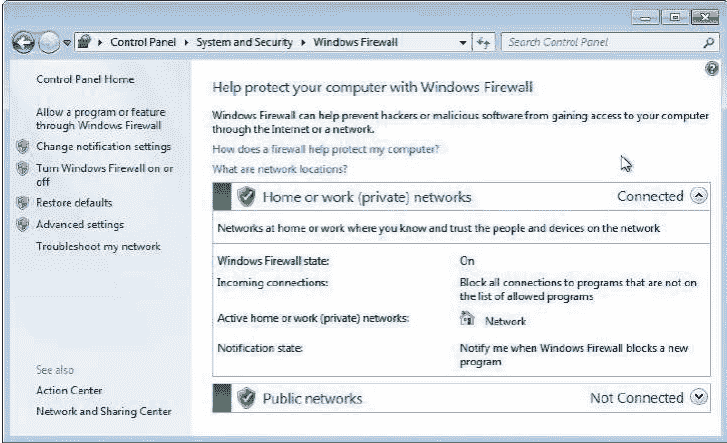 Control Panel
System and Security
Windows Firewall
Search Control Panel
Control Panel Home
Allow a program or feature
through Windows Firewall
Change notification settings
Turn Windows Firewall on or
off
Restore defaults
Advanced settings
Troubleshoot my network
See also
Action Center
Network and Sharing Center
Help protect your computer with Windows Firewall
Windows Firewall can help prevent hackers or malicious software from gaining access to your computer
through the Internet or a network.
How does a firewall help protect my computer?
What are network locations?
Home or work (private) networks Connected
Networks at home or work where you know and trust the people and devices on the network
Windows Firewall state: On
Incoming connections: Block all connections to programs that are not on
the list of allowed programs
Active home or work (private) networks: Network
Notification state: Notify me when Windows Firewall blocks a new
program
Public networks Not Connected